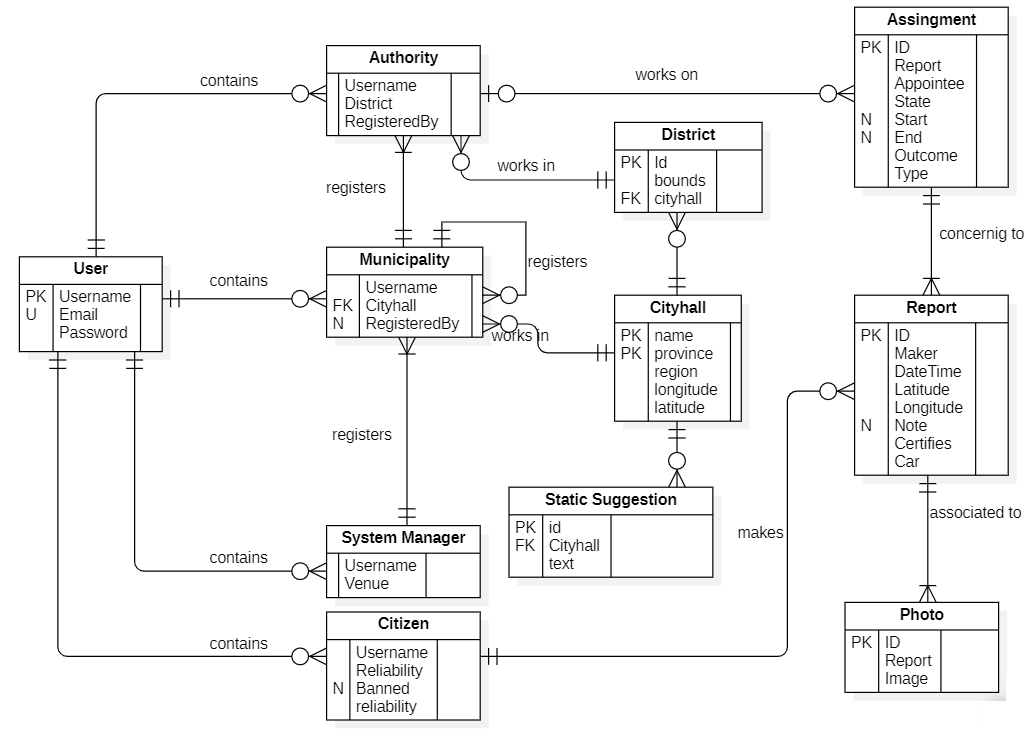 Assingment
PK ID
Report
Appointee
State
N Start
N End
Outcome
Type
Authority
Username
District
RegisteredBy
contains
works on
District
PK Id
bounds
FK cityhall
works in
registers
concernig to
Municipality
Username
FK Cityhall
N RegisteredBy
registers
User
PK Username
U Email
Password
contains
works in
Cityhall
PK name
PK province
region
longitude
latitude
Report
PK ID
Maker
DateTime
Latitude
Longitude
N Note
Certifies
Car
registers
Static Suggestion
PK id
FK Cityhall
text
associated to
makes
System Manager
Username
Venue
contains
Citizen
Username
Reliability
N Banned
reliability
contains
Photo
PK ID
Report
Image